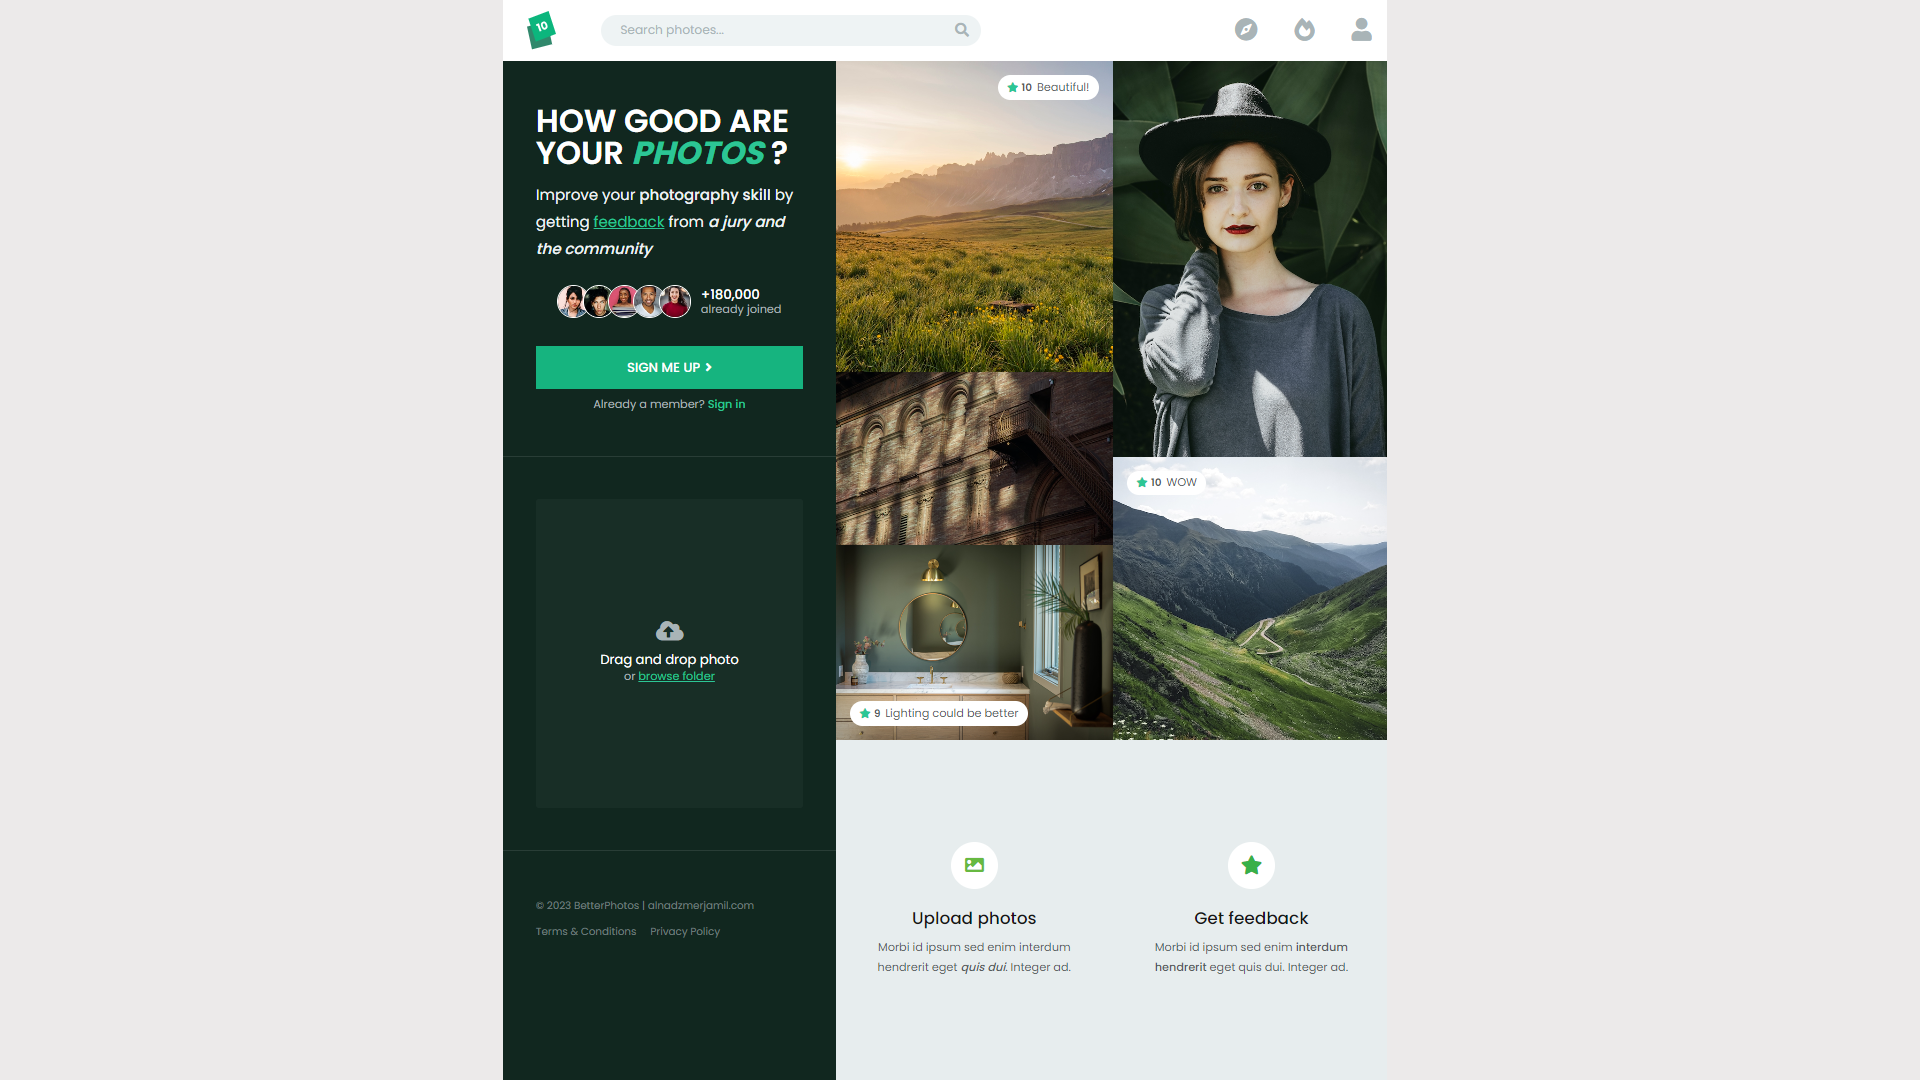 10
Search photoes...
HOW GOOD ARE
YOUR PHOTOS ?
Improve your photography skill by
getting feedback from a jury and
the community
+180,000
already joined
SIGN ME UP
Already a member? Sign in
Drag and drop photo
or browse folder
© 2023 BetterPhotos | alnadzmerjamil.com
Terms & Conditions Privacy Policy
10 Beautiful!
10 WOW
9 Lighting could be better
Upload photos
Morbi id ipsum sed enim interdum
hendrerit eget quis dui. Integer ad.
Get feedback
Morbi id ipsum sed enim interdum
hendrerit eget quis dui. Integer ad.